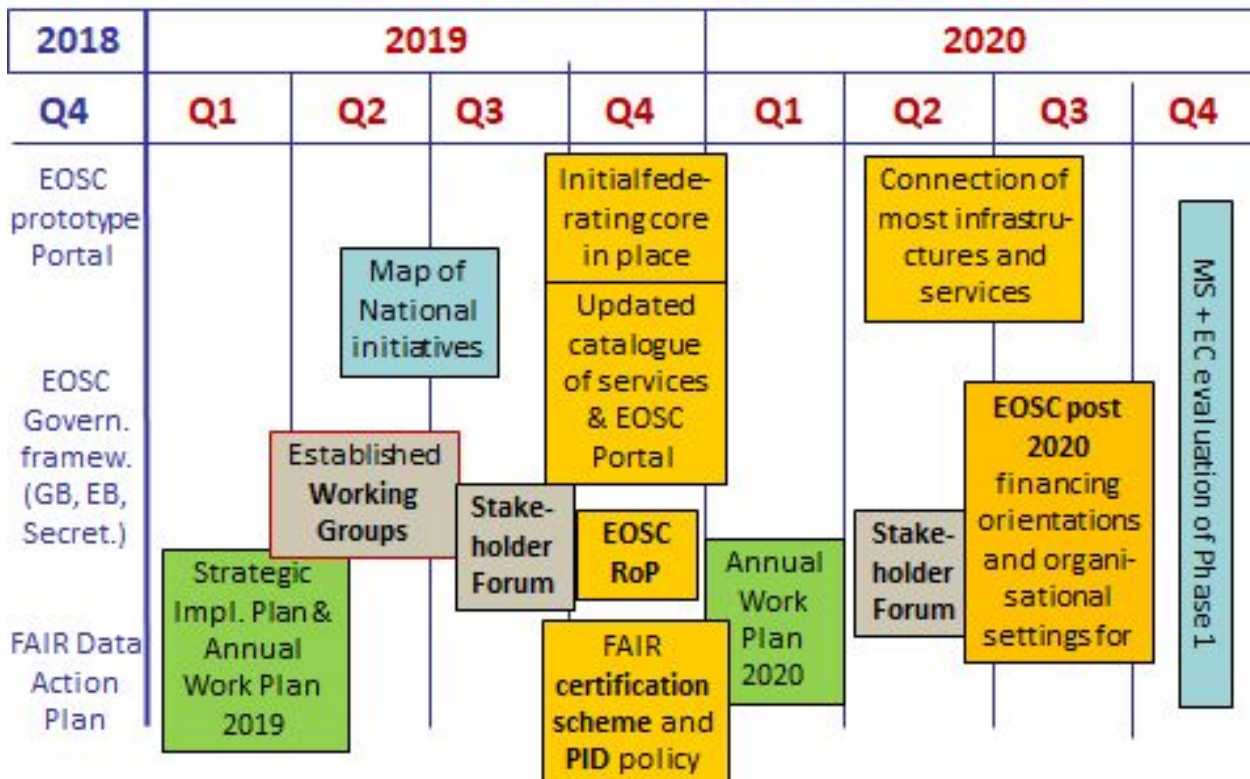 2018 2019 2020
Q4 Q1 Q2 Q3 Q4 Q1 Q2 Q3 Q4
EOSC
prototype
Portal
EOSC
Govern.
framew.
(GB, EB,
Secret.)
FAIR Data
Action
Plan
Strategic
Impl. Plan &
Annual
Work Plan
2019
Established
Working
Groups
Map of
National
initiatives
Stake-
holder
Forum
Initialfede-
rating core
in place
Updated
catalogue
of services
& EOSC
Portal
EOSC
RoP
FAIR
certification
scheme and
PID policy
Annual
Work
Plan
2020
Connection of
most infrastru-
ctures and
services
Stake-
holder
Forum
EOSC post
2020
financing
orientations
and organi-
sational
settings for
MS + EC evaluation of Phase 1